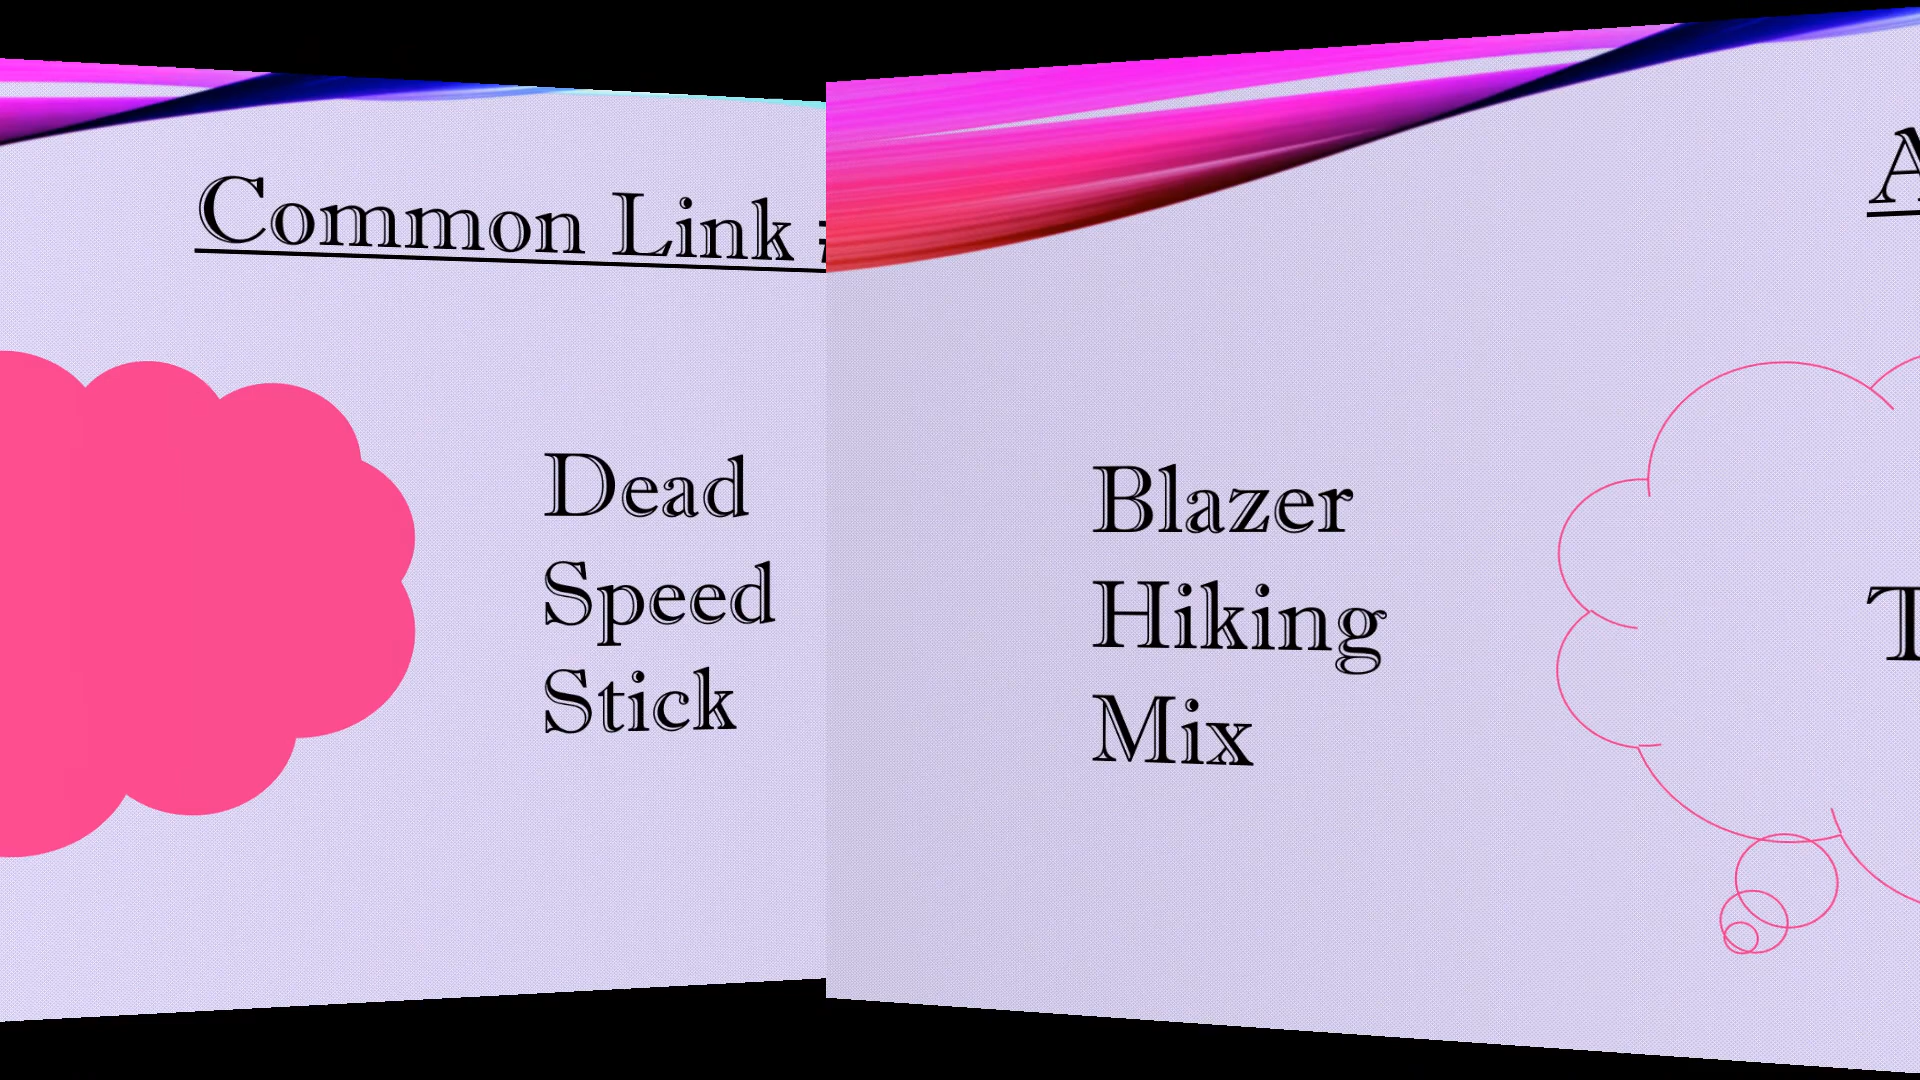 Common Link
Dead
Speed
Stick
A
Blazer
Hiking
Mix
T